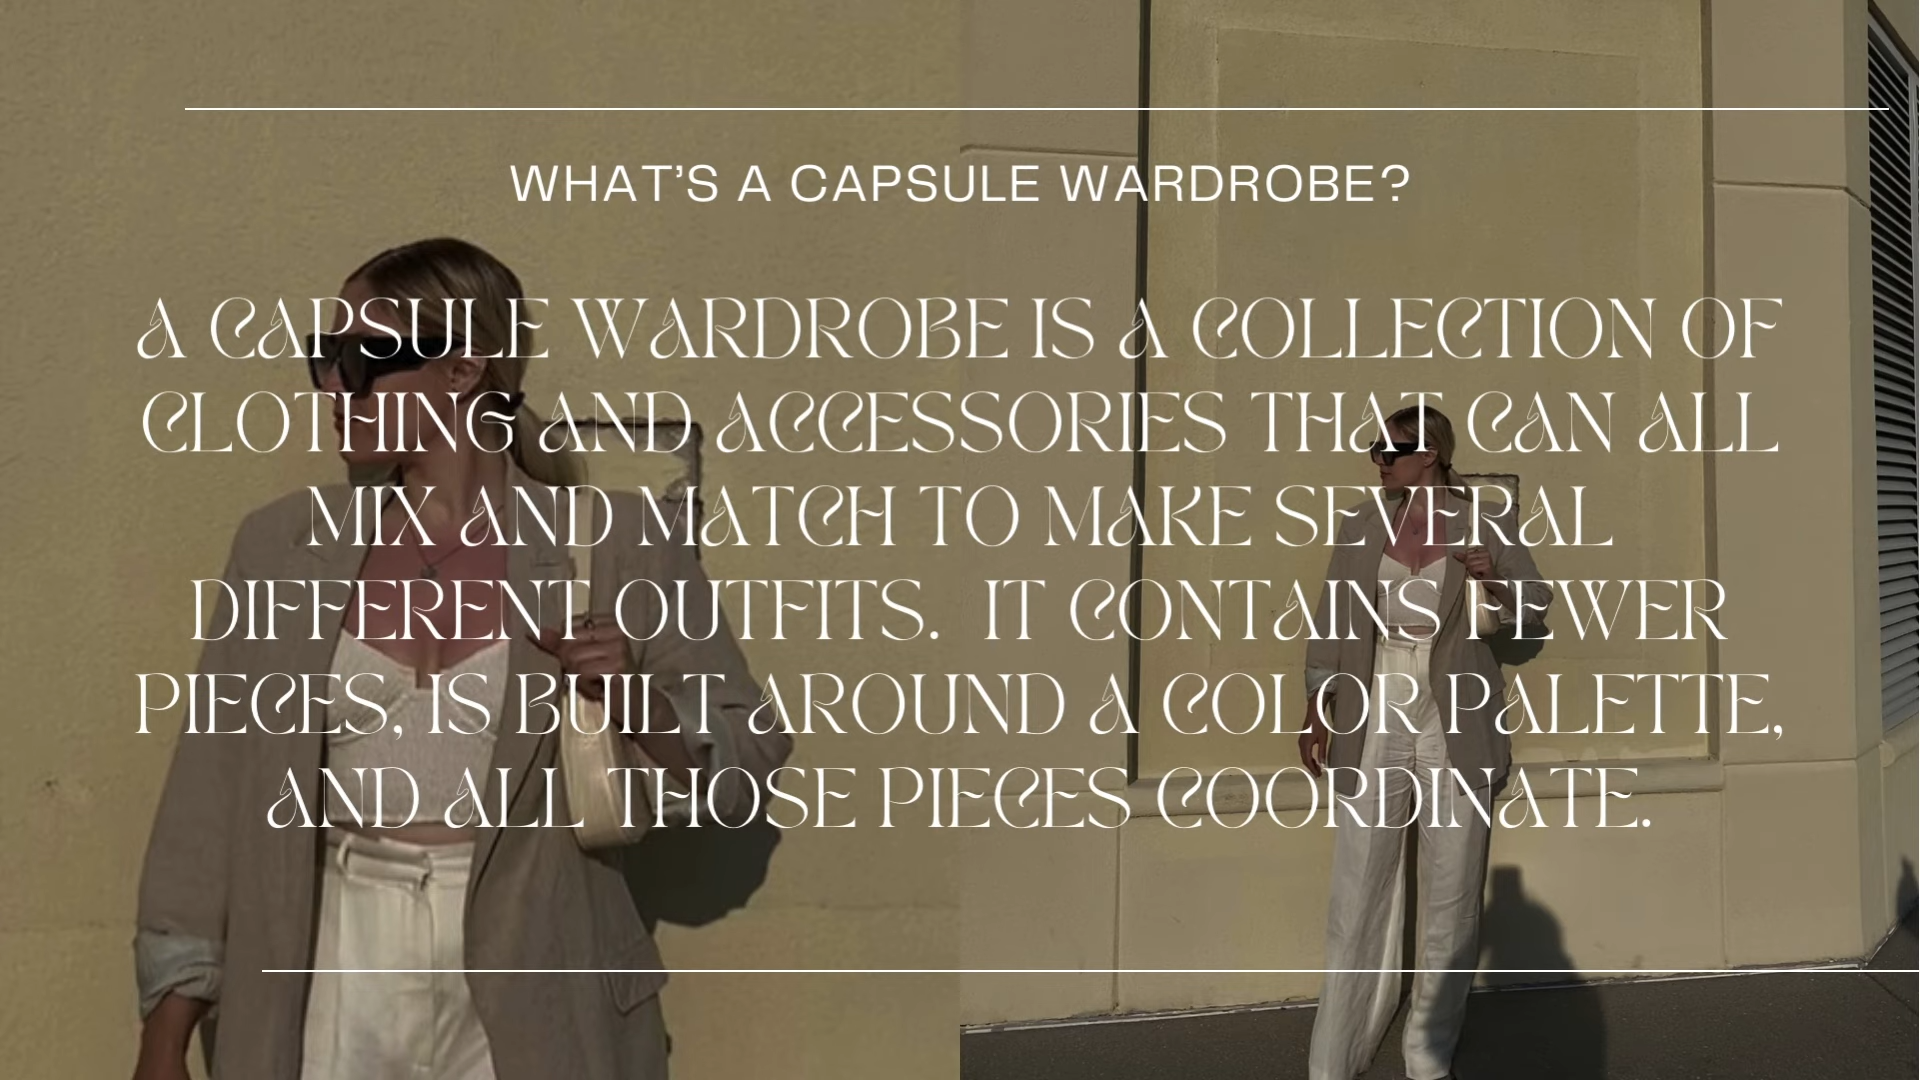 WHAT'S A CAPSULE WARDROBE?
A CAPSULE WARDROBE IS A COLLECTION OF
CLOTHING AND ACCESSORIES THAT CAN ALL
MIX AND MATCH TO MAKE SEVERAL
DIFFERENT OUTFITS.  IT CONTAINS FEWER
PIECES, IS BUILT AROUND A COLOR PALETTE,
AND ALL THOSE PIECES COORDINATE.